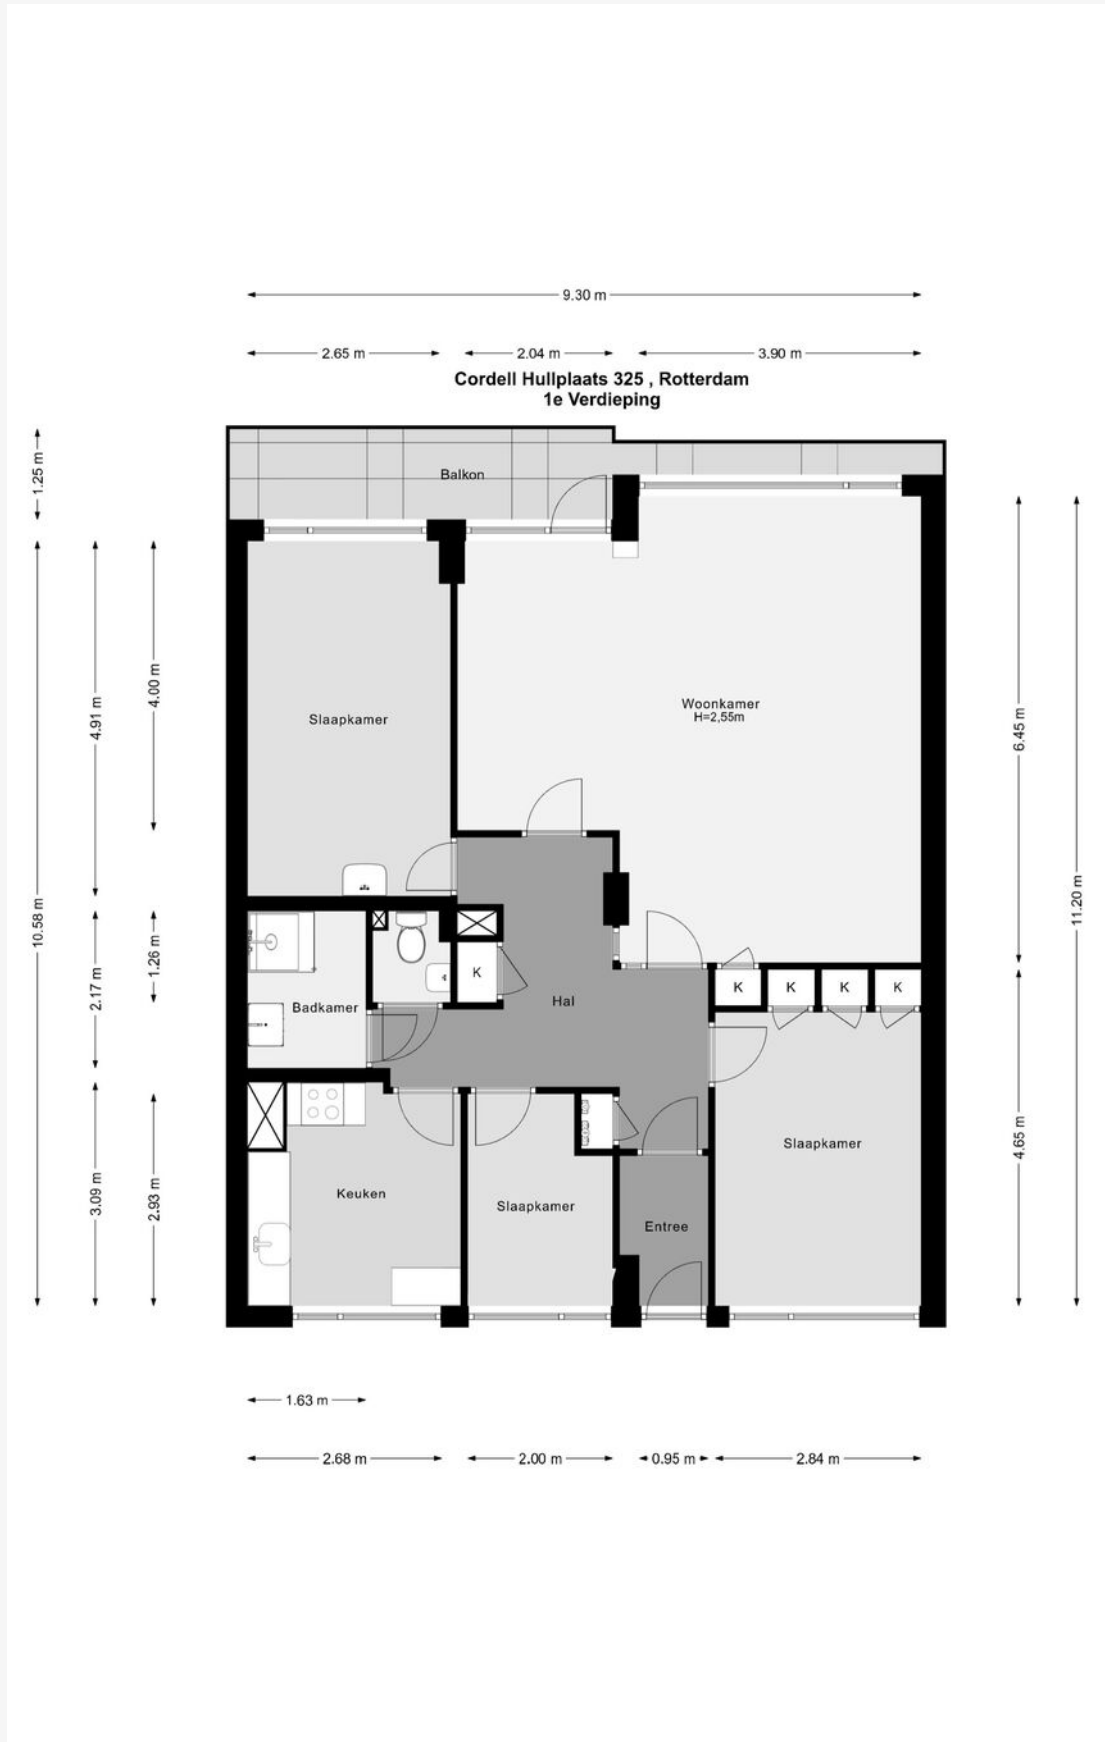 9.30 m
2.65 m
2.04 m
3.90 m
Cordell Hullplaats 325 , Rotterdam
1e Verdieping
1.25 m
Balkon
4.00 m
4.91 m
6.45 m
Woonkamer
H=2,55m
Slaapkamer
10.58 m
11.20 m
1.26 m
2.17 m
K
K
K
K
K
Hal
Badkamer
4.65 m
Slaapkamer
3.09 m
2.93 m
Keuken
Slaapkamer
Entree
1.63 m
2.68 m
2.00 m
0.95 m
2.84 m